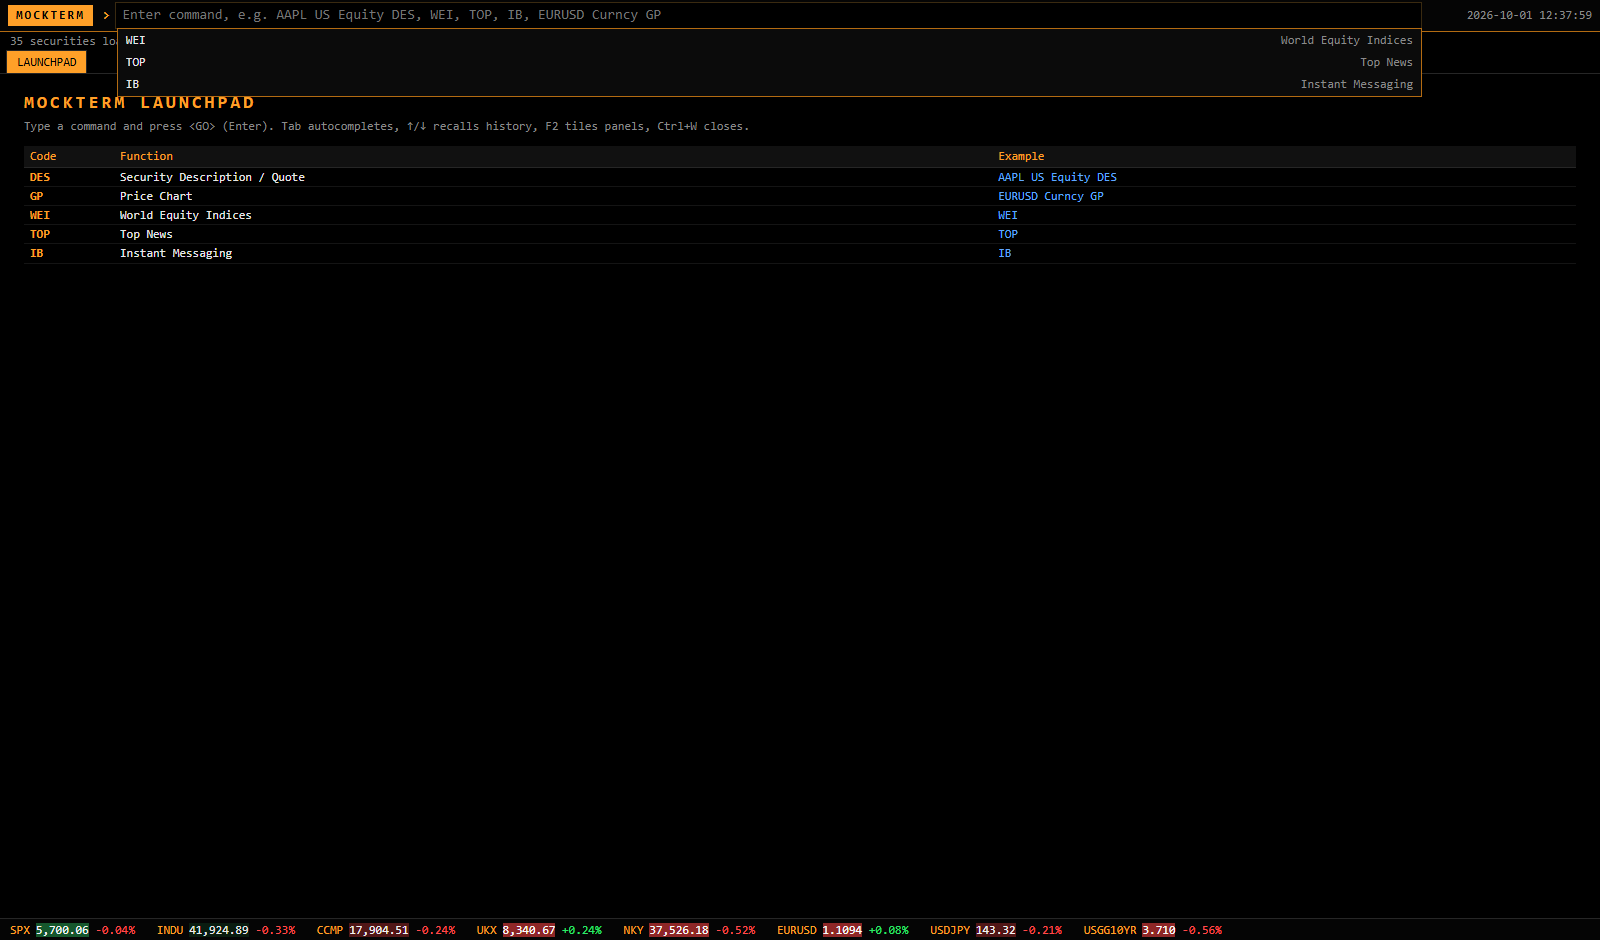 MOCKTERM > Enter command, e.g. AAPL US Equity DES, WEI, TOP, IB, EURUSD Curncy GP 2026-10-01 12:37:59
35 securities lo
WEI World Equity Indices
LAUNCHPAD
TOP Top News
IB Instant Messaging
MOCKTERM LAUNCHPAD
Type a command and press <GO> (Enter). Tab autocompletes, ↑/↓ recalls history, F2 tiles panels, Ctrl+W closes.
Code Function Example
DES Security Description / Quote AAPL US Equity DES
GP Price Chart EURUSD Curncy GP
WEI World Equity Indices WEI
TOP Top News TOP
IB Instant Messaging IB
SPX 5,700.06 -0.04% INDU 41,924.89 -0.33% CCMP 17,904.51 -0.24% UKX 8,340.67 +0.24% NKY 37,526.18 -0.52% EURUSD 1.1094 +0.08% USDJPY 143.32 -0.21% USGG10YR 3.710 -0.56%